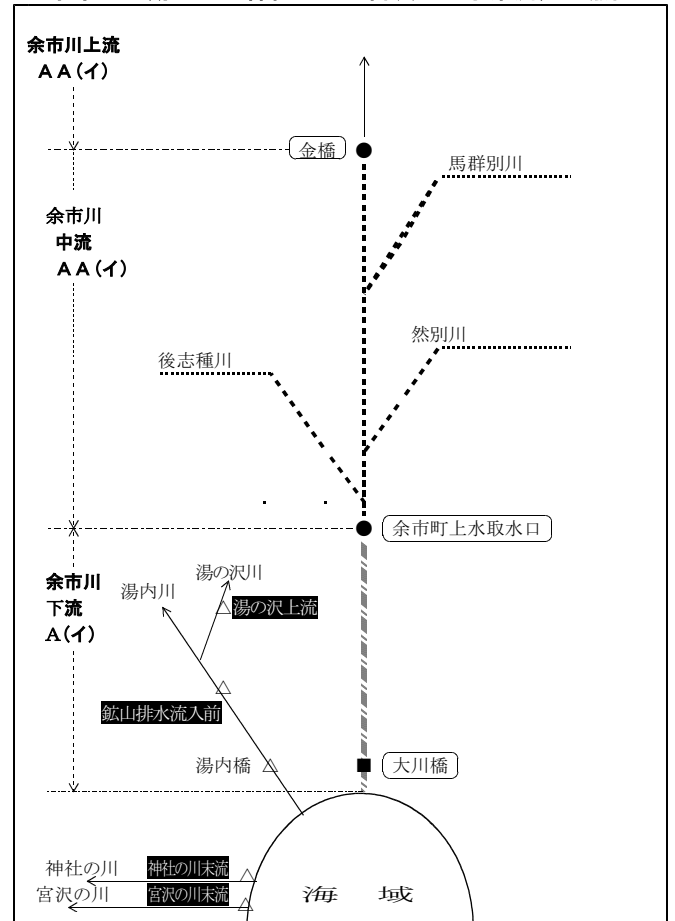 余市川上流
ＡＡ（イ）
金橋
馬群別川
余市川
中流
ＡＡ（イ）
然別川
後志種川
余市町上水取水口
湯の沢川
余市川
下流
Ａ（イ）
湯内川
△湯の沢上流
△
鉱山排水流入前
湯内橋 △
大川橋
神社の川 神社の川末流 △
宮沢の川 宮沢の川末流 △
海 域